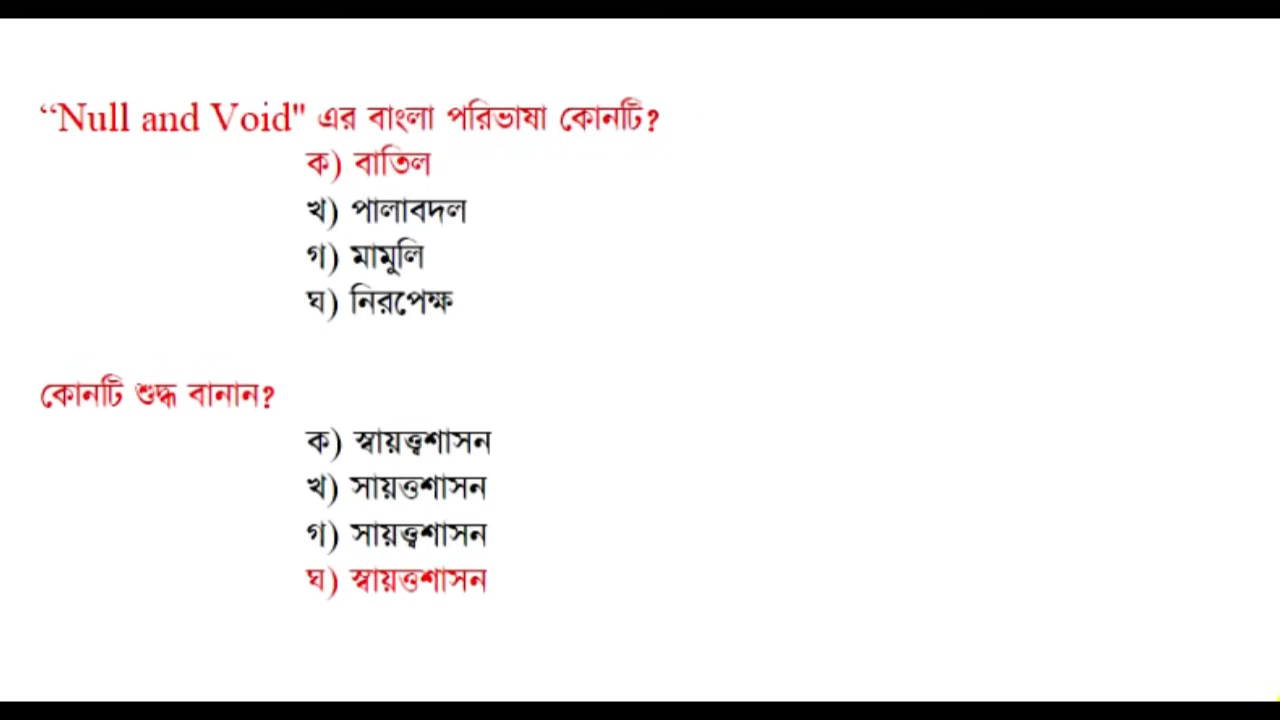 “Null and Void" এর বাংলা পরিভাষা কোনটি?
ক) বাতিল
খ) পালাবদল
গ) মামুলি
ঘ) নিরপেক্ষ
কোনটি শুদ্ধ বানান?
ক) স্বায়ত্ত্বশাসন
খ) সায়ত্তশাসন
গ) সায়ত্ত্বশাসন
ঘ) স্বায়ত্তশাসন